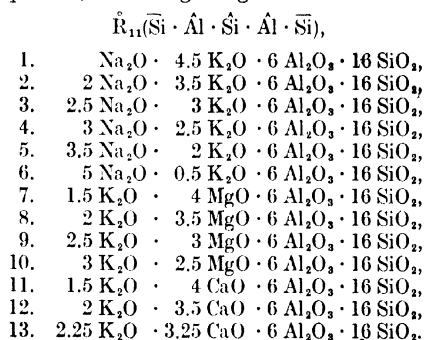 R̊₁₁(S̅i · Âl · Ŝi · Âl · S̅i),
1. Na₂O · 4.5 K₂O · 6 Al₂O₃ · 16 SiO₂,
2. 2 Na₂O · 3.5 K₂O · 6 Al₂O₃ · 16 SiO₂,
3. 2.5 Na₂O · 3 K₂O · 6 Al₂O₃ · 16 SiO₂,
4. 3 Na₂O · 2.5 K₂O · 6 Al₂O₃ · 16 SiO₂,
5. 3.5 Na₂O · 2 K₂O · 6 Al₂O₃ · 16 SiO₂,
6. 5 Na₂O · 0.5 K₂O · 6 Al₂O₃ · 16 SiO₂,
7. 1.5 K₂O · 4 MgO · 6 Al₂O₃ · 16 SiO₂,
8. 2 K₂O · 3.5 MgO · 6 Al₂O₃ · 16 SiO₂,
9. 2.5 K₂O · 3 MgO · 6 Al₂O₃ · 16 SiO₂,
10. 3 K₂O · 2.5 MgO · 6 Al₂O₃ · 16 SiO₂,
11. 1.5 K₂O · 4 CaO · 6 Al₂O₃ · 16 SiO₂,
12. 2 K₂O · 3.5 CaO · 6 Al₂O₃ · 16 SiO₂,
13. 2.25 K₂O · 3.25 CaO · 6 Al₂O₃ · 16 SiO₂.